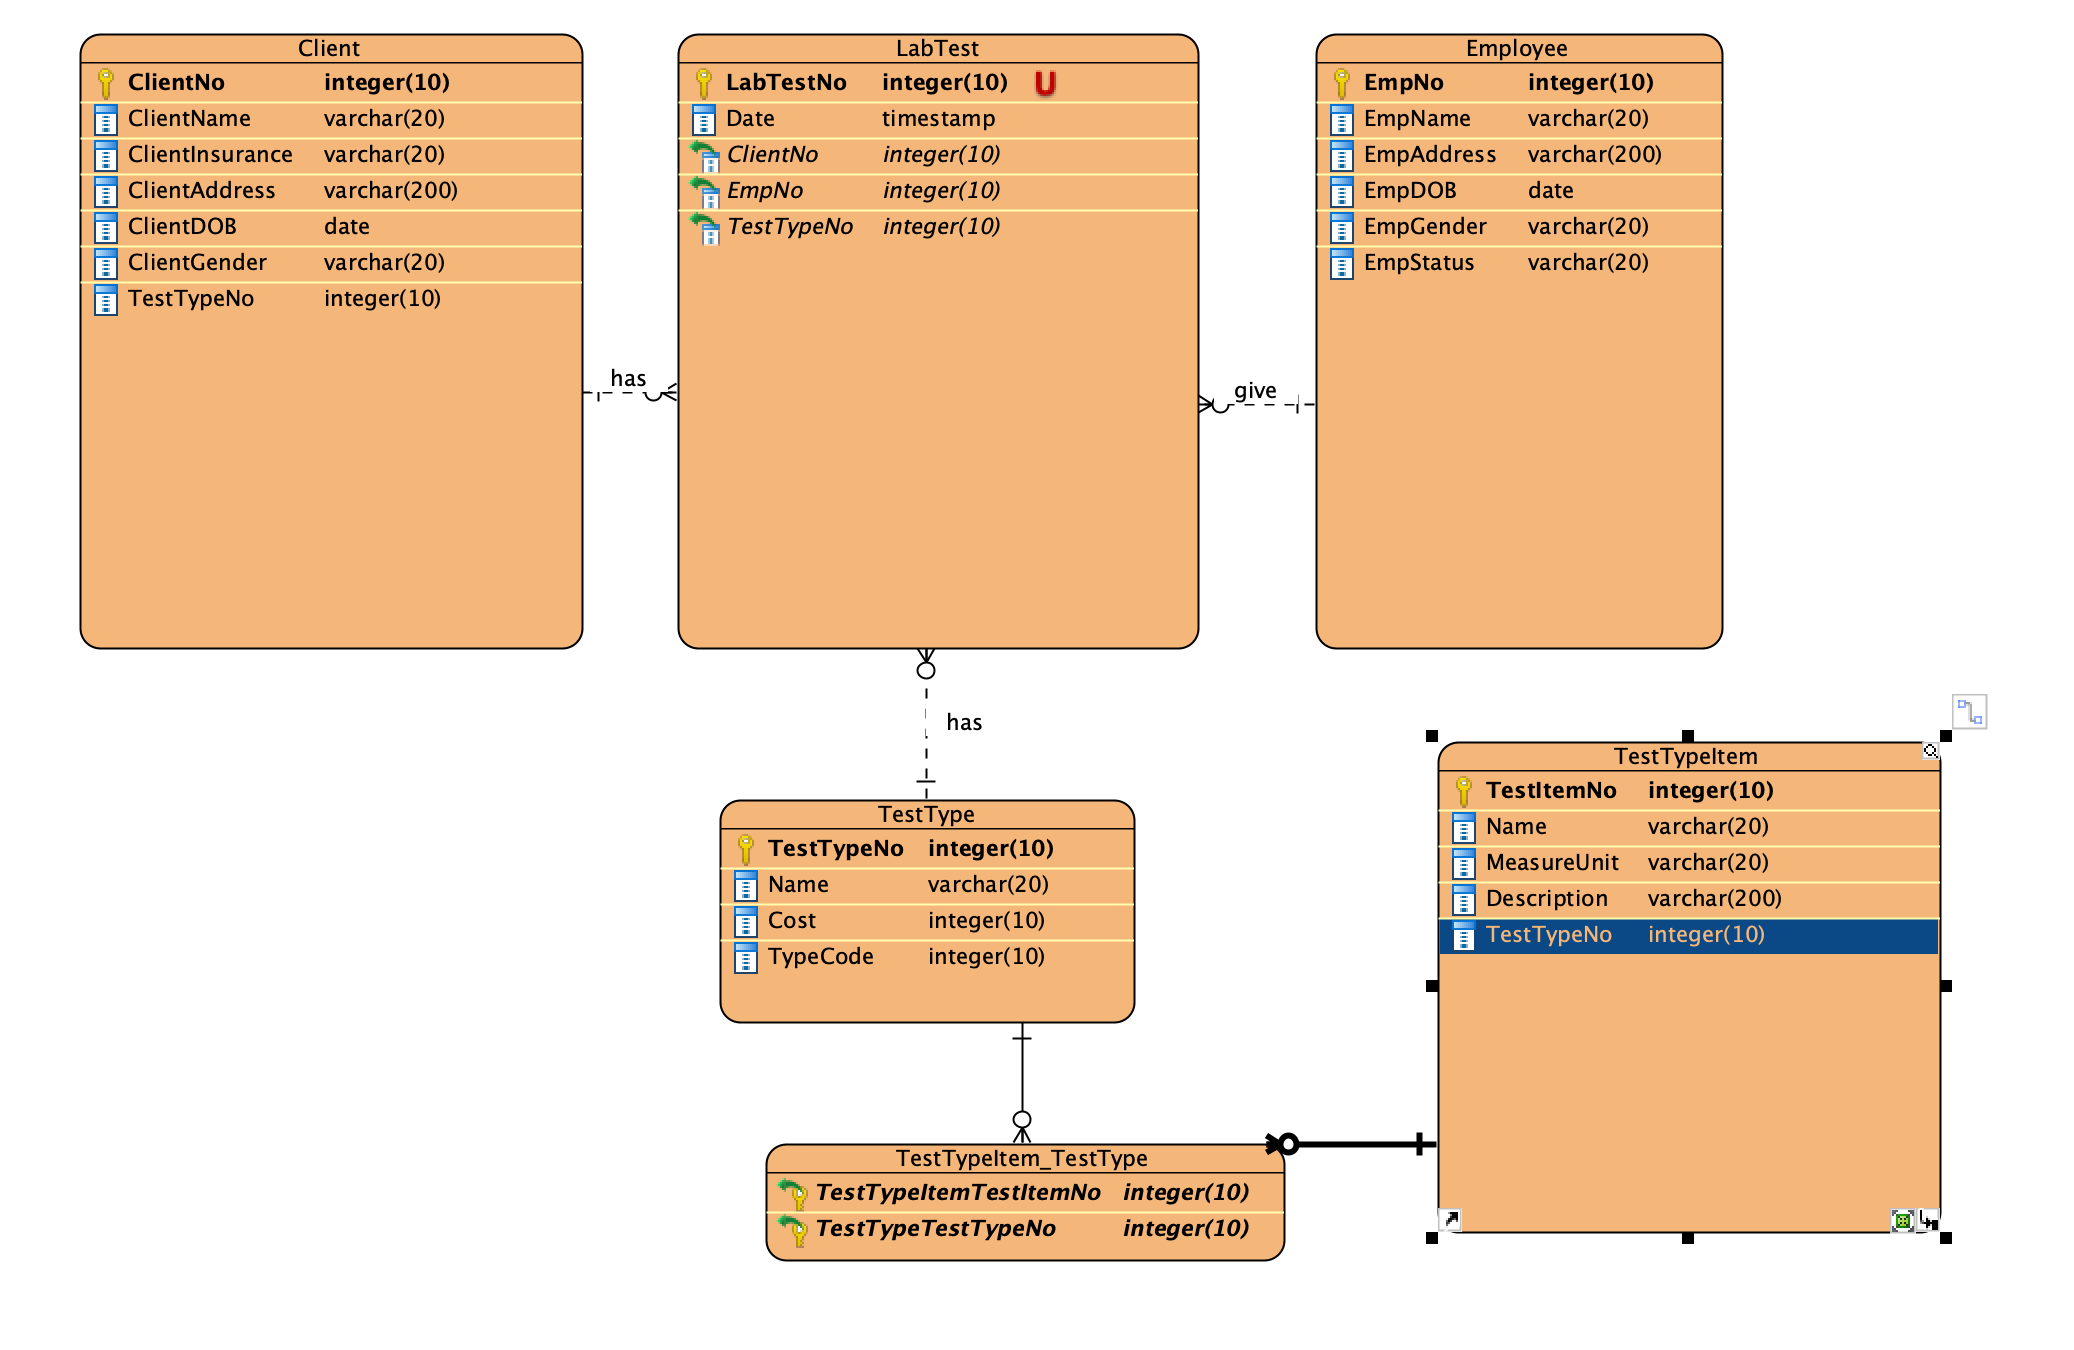 Client
ClientNo integer(10)
ClientName varchar(20)
ClientInsurance varchar(20)
ClientAddress varchar(200)
ClientDOB date
ClientGender varchar(20)
TestTypeNo integer(10)
has
LabTest
LabTestNo integer(10) U
Date timestamp
ClientNo integer(10)
EmpNo integer(10)
TestTypeNo integer(10)
give
Employee
EmpNo integer(10)
EmpName varchar(20)
EmpAddress varchar(200)
EmpDOB date
EmpGender varchar(20)
EmpStatus varchar(20)
has
TestType
TestTypeNo integer(10)
Name varchar(20)
Cost integer(10)
TypeCode integer(10)
TestTypeItem
TestItemNo integer(10)
Name varchar(20)
MeasureUnit varchar(20)
Description varchar(200)
TestTypeNo integer(10)
TestTypeItem_TestType
TestTypeItemTestItemNo integer(10)
TestTypeTestTypeNo integer(10)